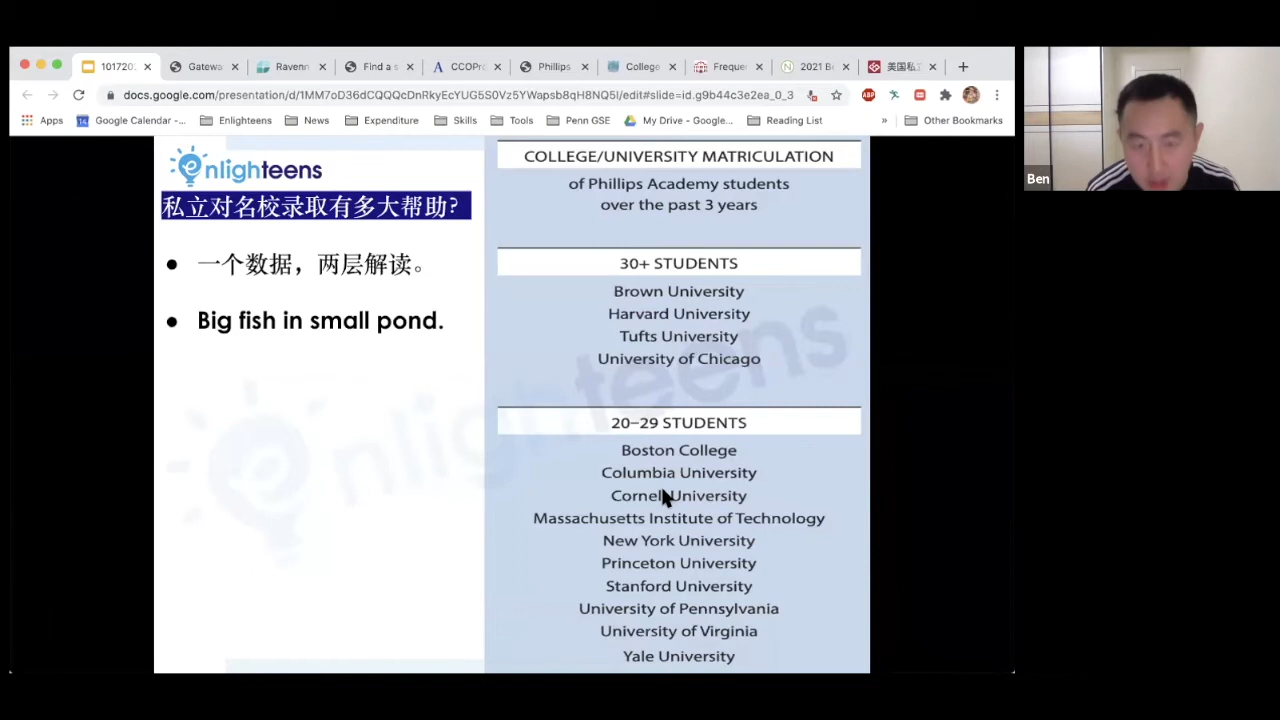 101720
Gatewa
Ravenn
Find a s
CCOPr
Phillips
College
Frequer
2021 B
美国私
docs.google.com/presentation/d/1MM7oD36dCQQQcDnRkyEcYUG5S0Vz5YWapsb8qH8NQ5I/edit#slide=id.g9b44c3e2ea_0_3
ABP
Apps
Google Calendar -...
Enlighteens
News
Expenditure
Skills
Tools
Penn GSE
My Drive - Google...
Reading List
»
Other Bookmarks
enlighteens
私立对名校录取有多大帮助?
● 一个数据，两层解读。
● Big fish in small pond.
COLLEGE/UNIVERSITY MATRICULATION
of Phillips Academy students
over the past 3 years
30+ STUDENTS
Brown University
Harvard University
Tufts University
University of Chicago
20–29 STUDENTS
Boston College
Columbia University
Cornell University
Massachusetts Institute of Technology
New York University
Princeton University
Stanford University
University of Pennsylvania
University of Virginia
Yale University
enlighteens
Ben